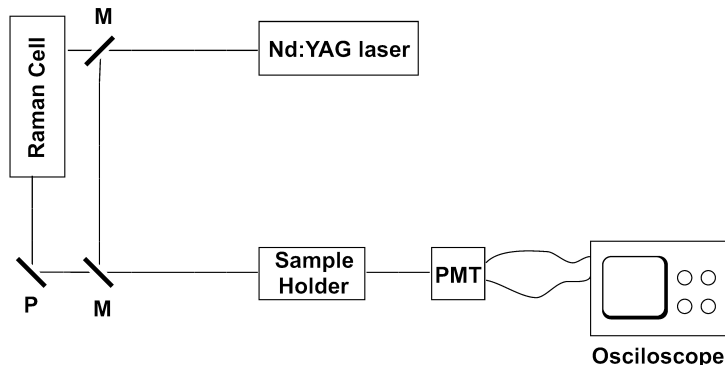 M
Nd:YAG laser
Raman Cell
Sample
Holder
PMT
P
M
Osciloscope